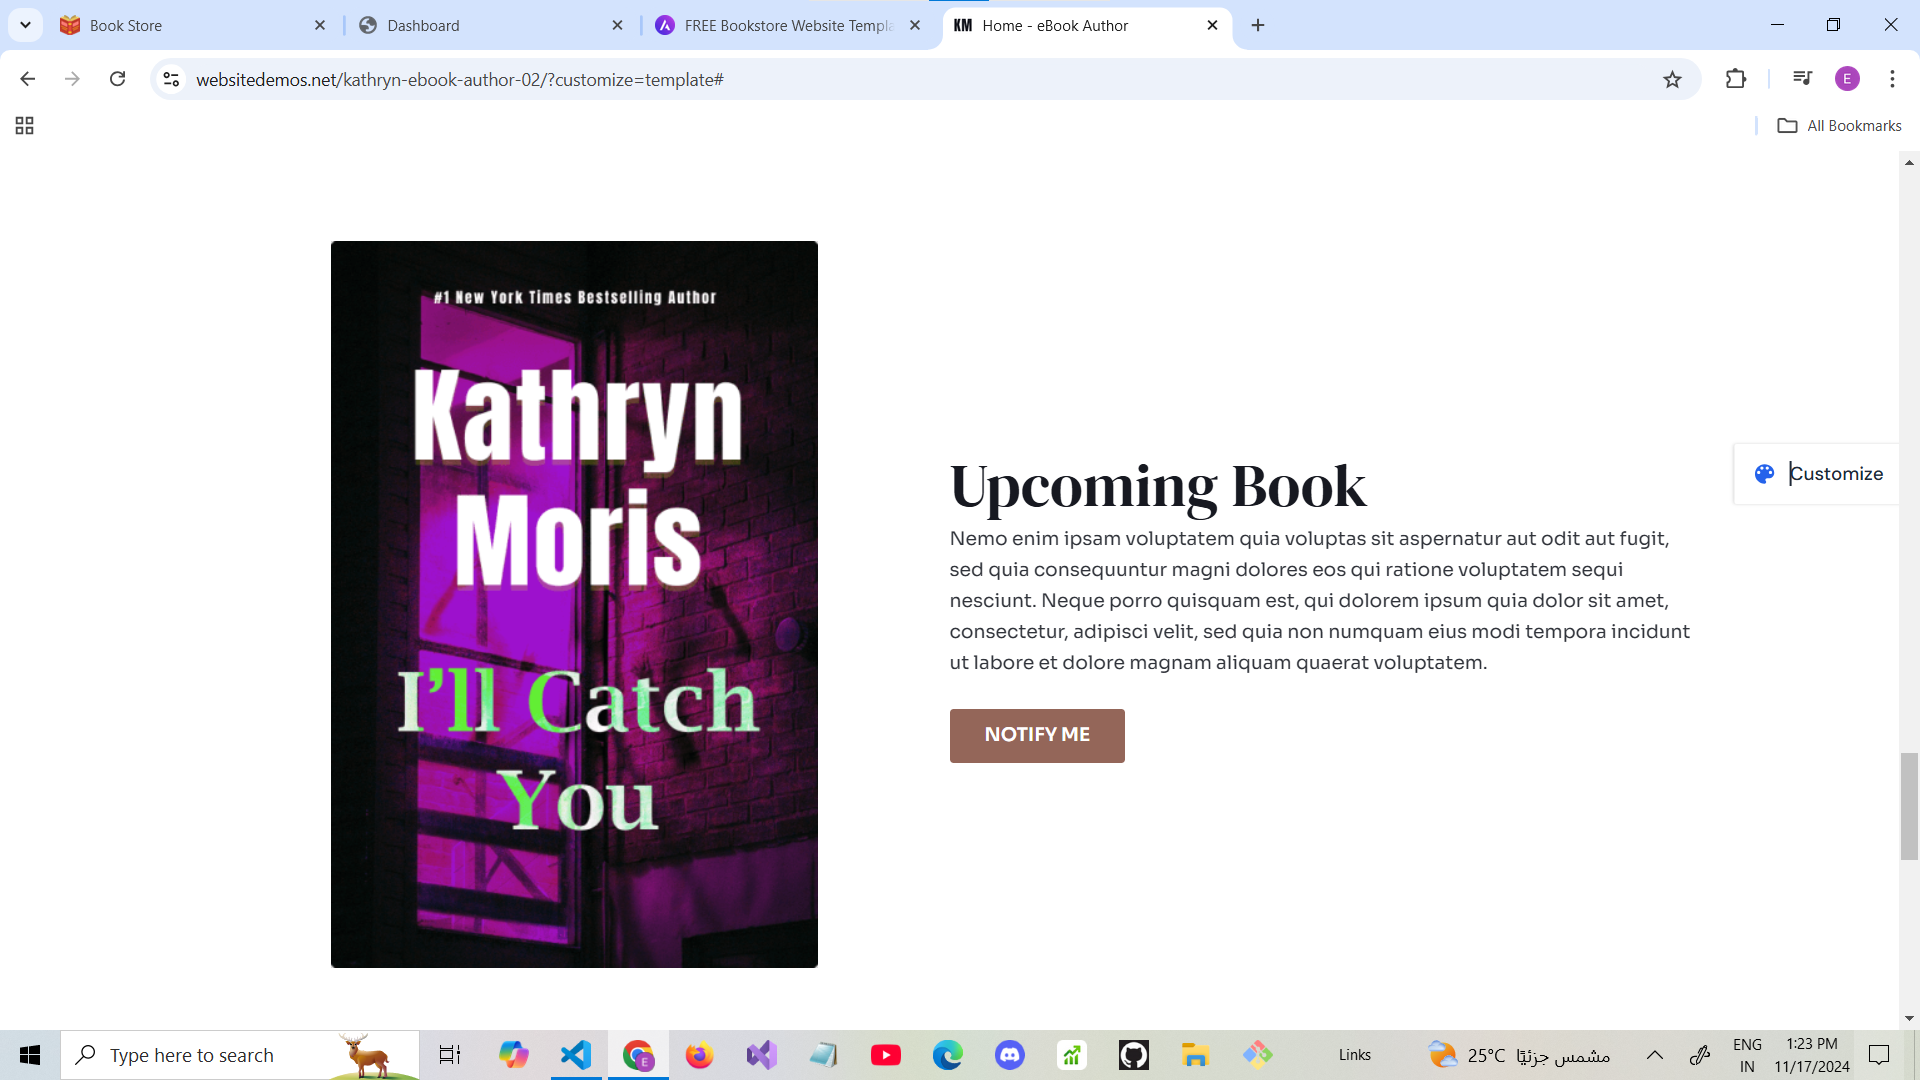 Book Store
Dashboard
FREE Bookstore Website Templa
KM Home - eBook Author
websitedemos.net/kathryn-ebook-author-02/?customize=template#
E
All Bookmarks
#1 New York Times Bestselling Author
Kathryn
Moris
I'll Catch
You
Upcoming Book
Nemo enim ipsam voluptatem quia voluptas sit aspernatur aut odit aut fugit,
sed quia consequuntur magni dolores eos qui ratione voluptatem sequi
nesciunt. Neque porro quisquam est, qui dolorem ipsum quia dolor sit amet,
consectetur, adipisci velit, sed quia non numquam eius modi tempora incidunt
ut labore et dolore magnam aliquam quaerat voluptatem.
NOTIFY ME
Customize
Type here to search
E
Links
25°C مشمس جزئيًا
ENG
IN
1:23 PM
11/17/2024